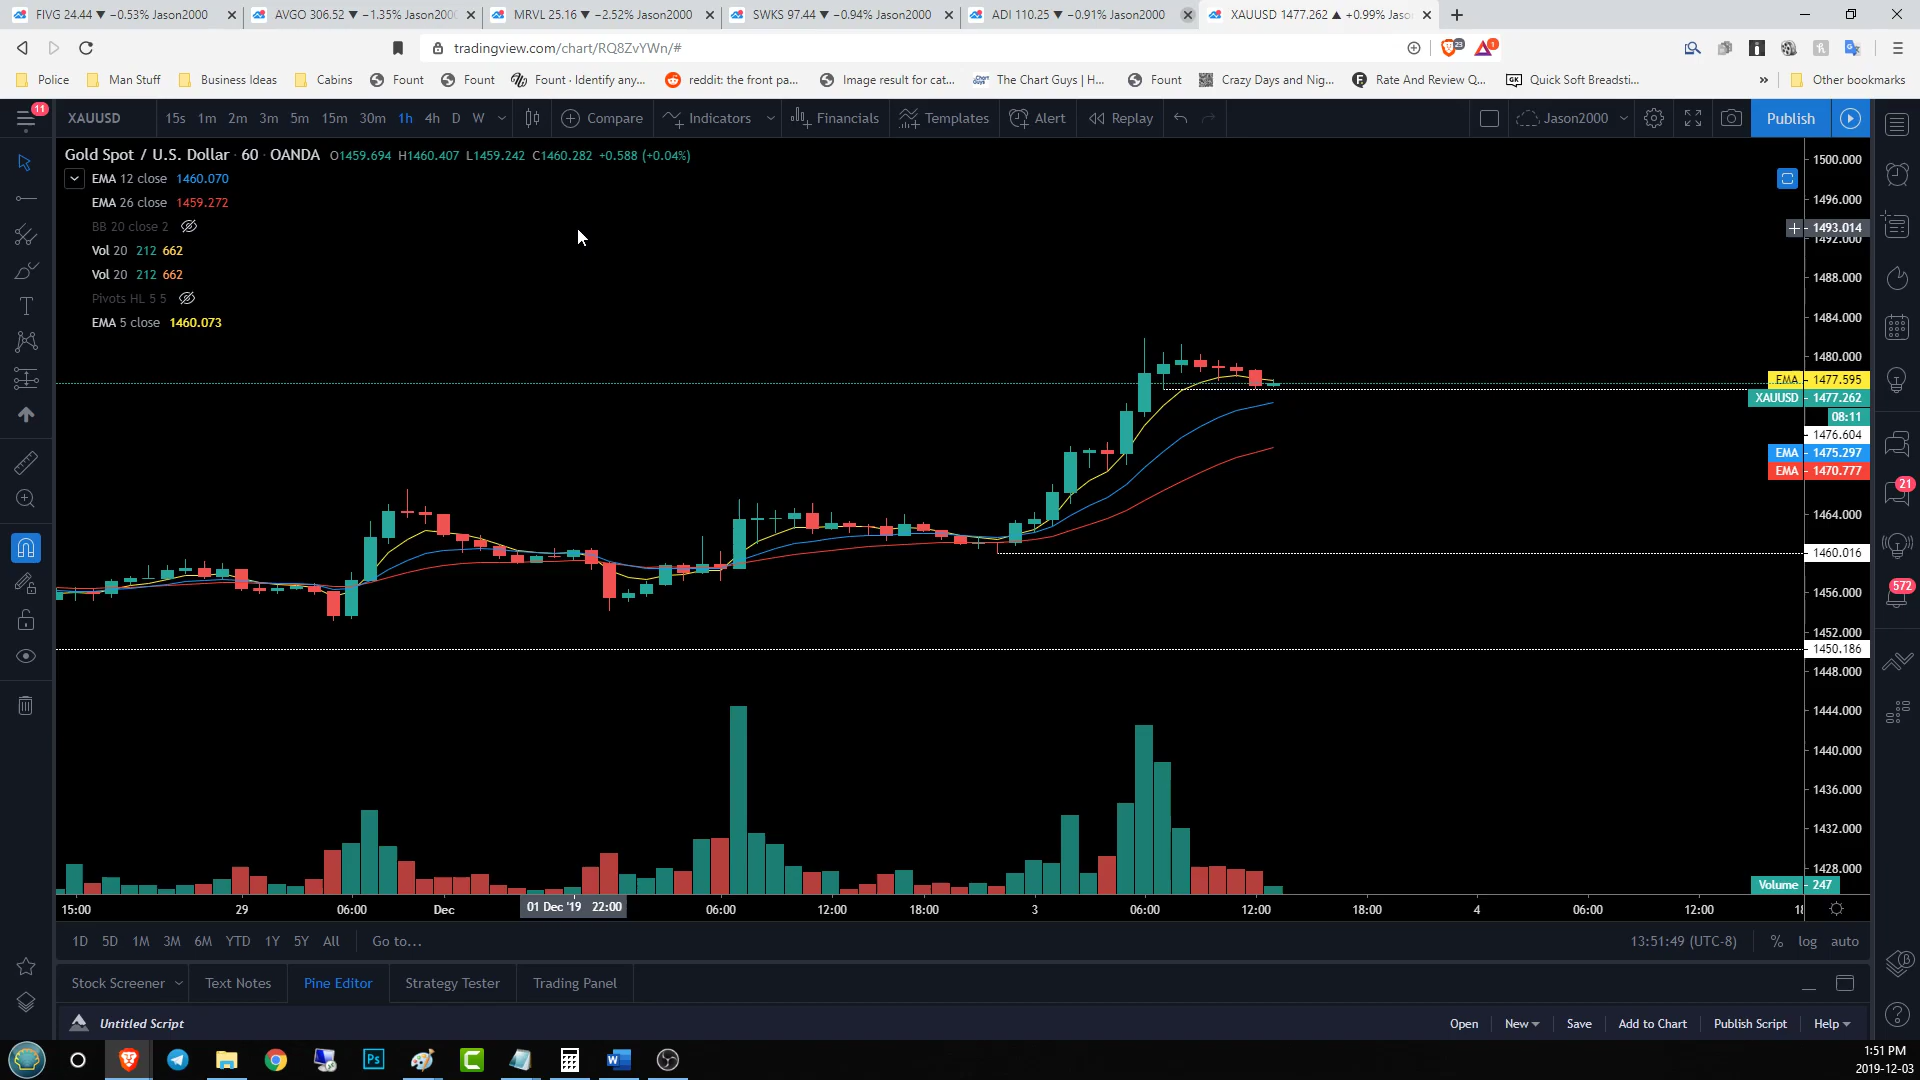 FIVG 24.44 ▼ −0.53% Jason2000
AVGO 306.52 ▼ −1.35% Jason2000
MRVL 25.16 ▼ −2.52% Jason2000
SWKS 97.44 ▼ −0.94% Jason2000
ADI 110.25 ▼ −0.91% Jason2000
XAUUSD 1477.262 ▲ +0.99% Jaso
tradingview.com/chart/RQ8ZvYWn/#
23
1
Police
Man Stuff
Business Ideas
Cabins
Fount
Fount
Fount · Identify any...
reddit: the front pa...
Image result for cat...
The Chart Guys | H...
Fount
Crazy Days and Nig...
Rate And Review Q...
Quick Soft Breadsti...
»
Other bookmarks
11
XAUUSD
15s 1m 2m 3m 5m 15m 30m 1h 4h D W
Compare
Indicators
Financials
Templates
Alert
Replay
Jason2000
Publish
Gold Spot / U.S. Dollar · 60 · OANDA O1459.694 H1460.407 L1459.242 C1460.282 +0.588 (+0.04%)
EMA 12 close 1460.070
EMA 26 close 1459.272
BB 20 close 2
Vol 20 212 662
Vol 20 212 662
Pivots HL 5 5
EMA 5 close 1460.073
1500.000
1496.000
1493.014
1492.000
1488.000
1484.000
1480.000
EMA 1477.595
XAUUSD 1477.262
08:11
1476.604
EMA 1475.297
EMA 1470.777
1464.000
1460.016
1456.000
1452.000
1450.186
1448.000
1444.000
1440.000
1436.000
1432.000
1428.000
Volume 247
21
572
15:00 29 06:00 Dec 01 Dec '19 22:00 06:00 12:00 18:00 3 06:00 12:00 18:00 4 06:00 12:00
1D 5D 1M 3M 6M YTD 1Y 5Y All Go to...
13:51:49 (UTC-8) % log auto
Stock Screener Text Notes Pine Editor Strategy Tester Trading Panel
Untitled Script
Open New Save Add to Chart Publish Script Help
Ps
W
1:51 PM
2019-12-03